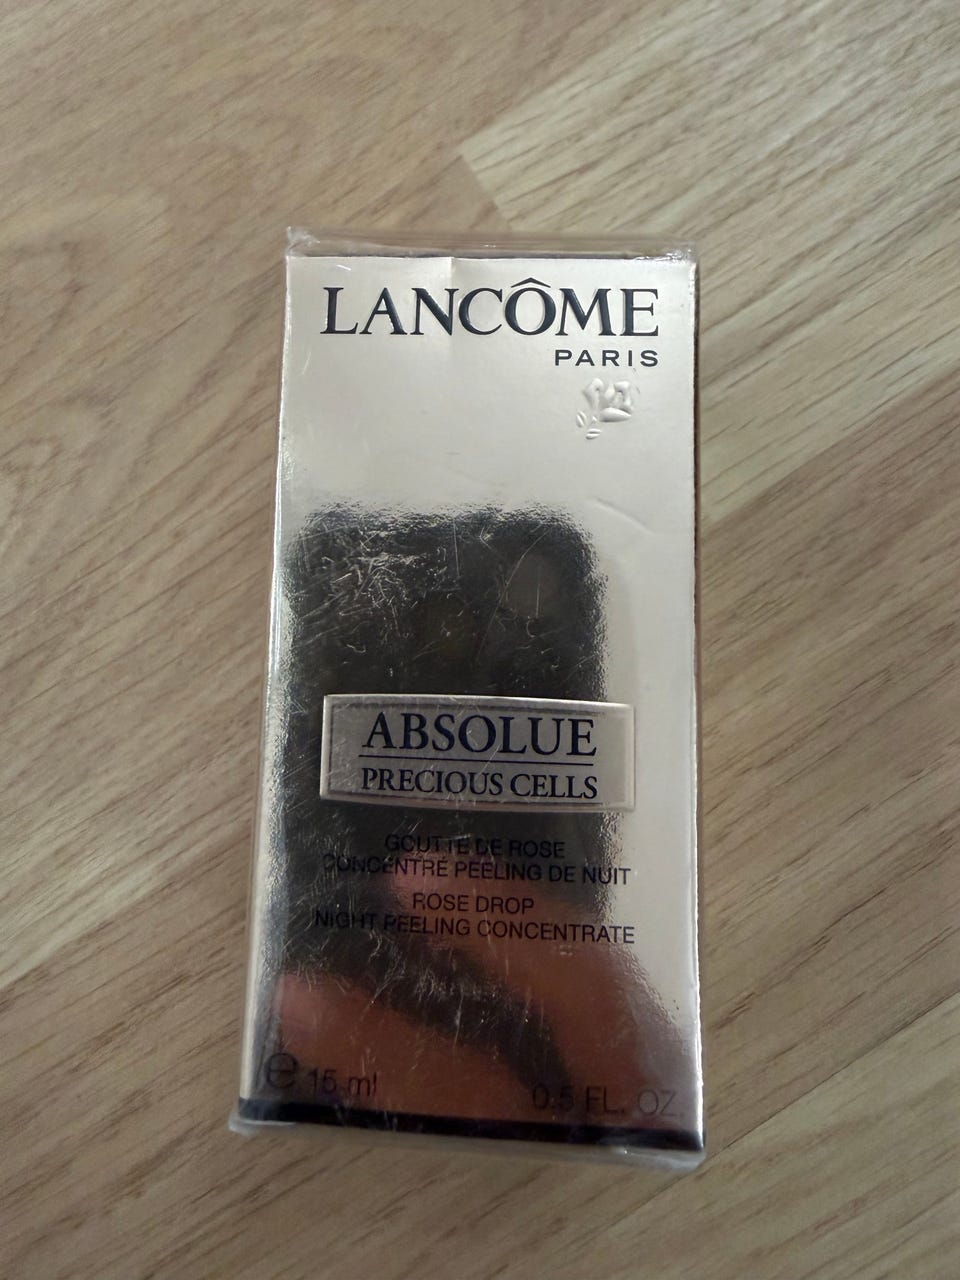 LANCÔME
PARIS
ABSOLUE
PRECIOUS CELLS
GOUTTE DE ROSE
CONCENTRÉ PEELING DE NUIT
ROSE DROP
NIGHT PEELING CONCENTRATE
e 15 ml 0.5 FL. OZ.